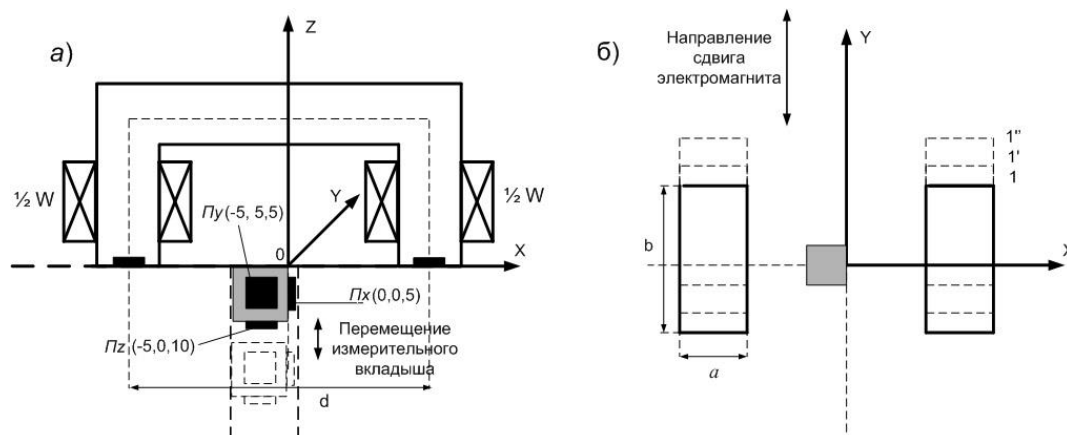 а)
Z
½ W
½ W
Y
Пу(-5, 5,5)
0
X
Пx(0,0,5)
Пz(-5,0,10)
Перемещение
измерительного
вкладыша
d
б)
Направление
сдвига
электромагнита
Y
1''
1'
1
b
X
a